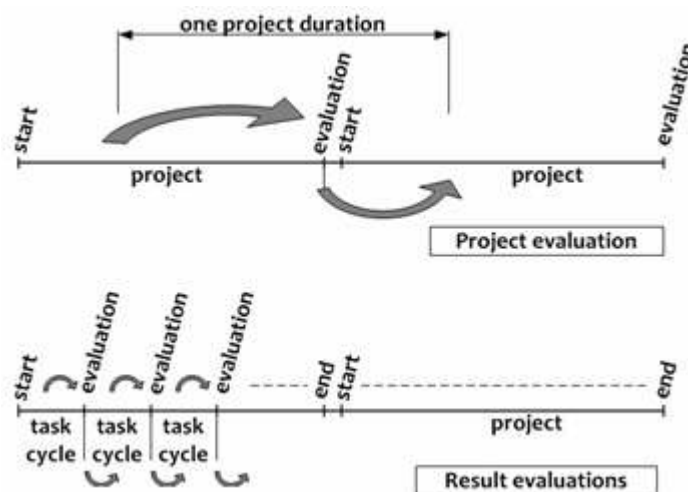 one project duration
start
evaluation
start
evaluation
project
project
Project evaluation
start
evaluation
evaluation
evaluation
end
start
end
task
cycle
task
cycle
task
cycle
project
Result evaluations